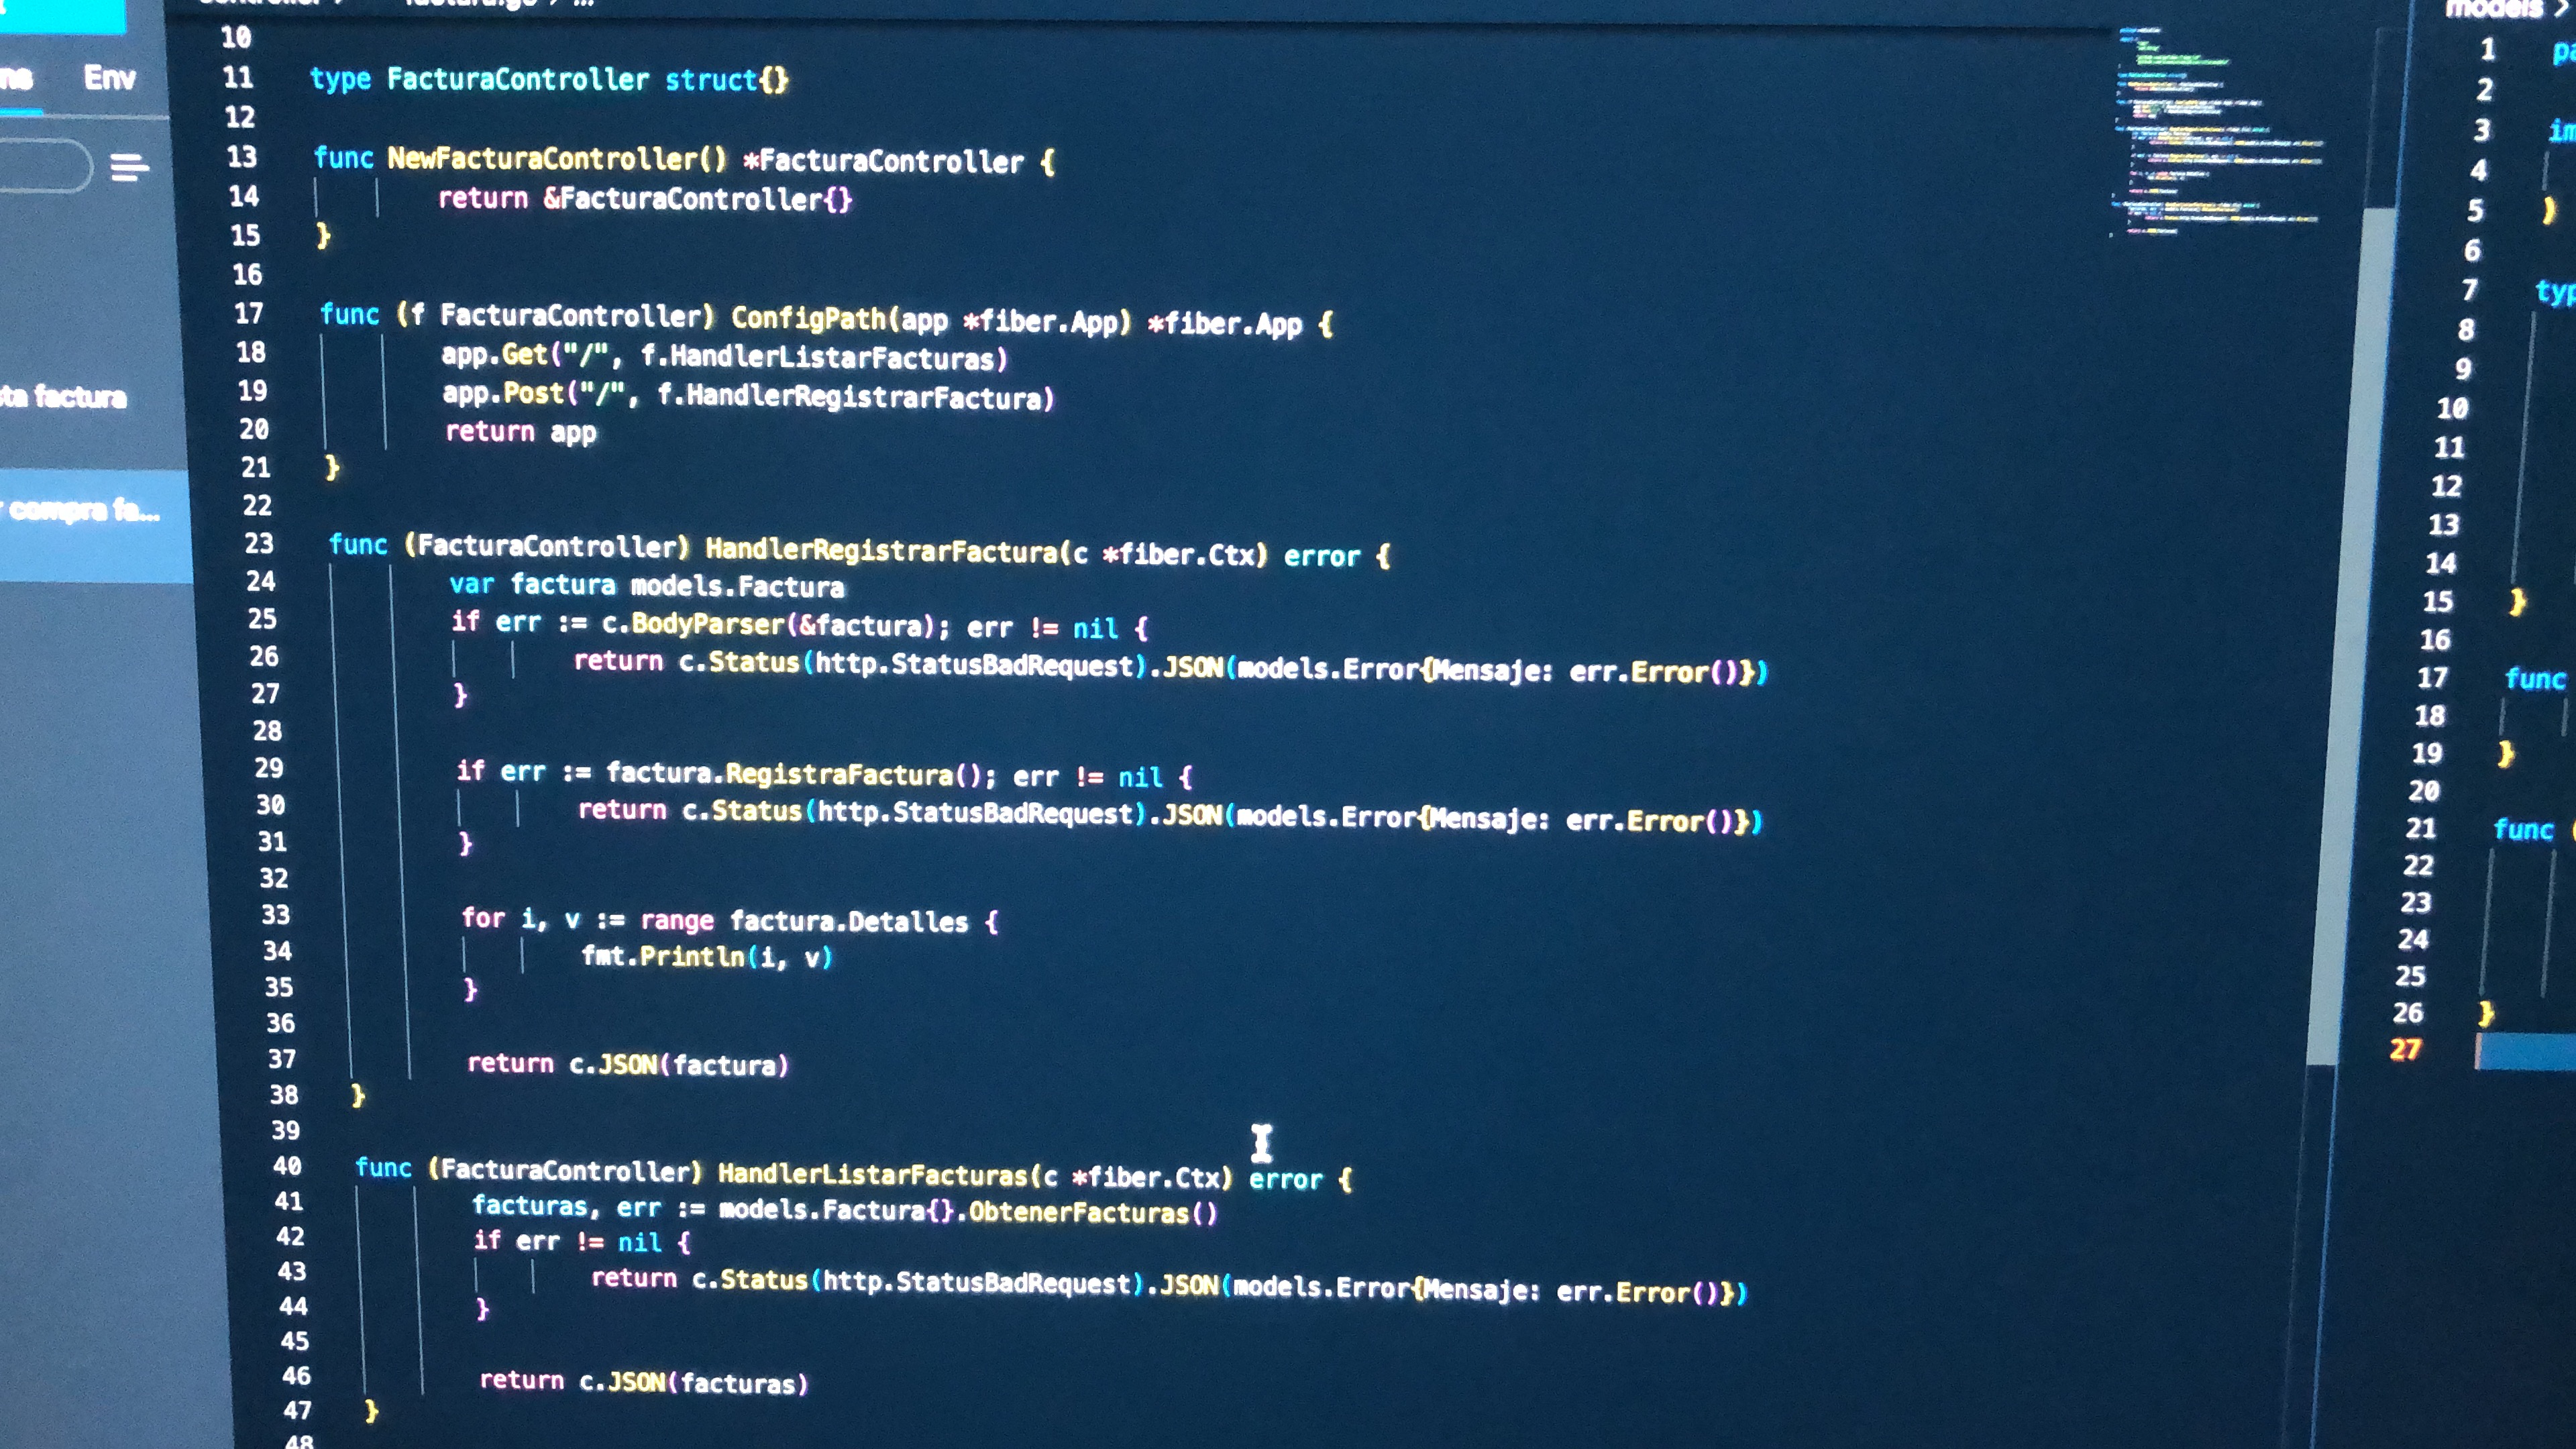 Env
ta factura
compra fa...
10
11 type FacturaController struct{}
12
13 func NewFacturaController() *FacturaController {
14 return &FacturaController{}
15 }
16
17 func (f FacturaController) ConfigPath(app *fiber.App) *fiber.App {
18 app.Get("/", f.HandlerListarFacturas)
19 app.Post("/", f.HandlerRegistrarFactura)
20 return app
21 }
22
23 func (FacturaController) HandlerRegistrarFactura(c *fiber.Ctx) error {
24 var factura models.Factura
25 if err := c.BodyParser(&factura); err != nil {
26 return c.Status(http.StatusBadRequest).JSON(models.Error{Mensaje: err.Error()})
27 }
28
29 if err := factura.RegistraFactura(); err != nil {
30 return c.Status(http.StatusBadRequest).JSON(models.Error{Mensaje: err.Error()})
31 }
32
33 for i, v := range factura.Detalles {
34 fmt.Println(i, v)
35 }
36
37 return c.JSON(factura)
38 }
39
40 func (FacturaController) HandlerListarFacturas(c *fiber.Ctx) error {
41 facturas, err := models.Factura{}.ObtenerFacturas()
42 if err != nil {
43 return c.Status(http.StatusBadRequest).JSON(models.Error{Mensaje: err.Error()})
44 }
45
46 return c.JSON(facturas)
47 }
48
models >
1
2
3
4
5 )
6
7
8
9
10
11
12
13
14
15 }
16
17 func
18
19 }
20
21 func
22
23
24
25
26 }
27